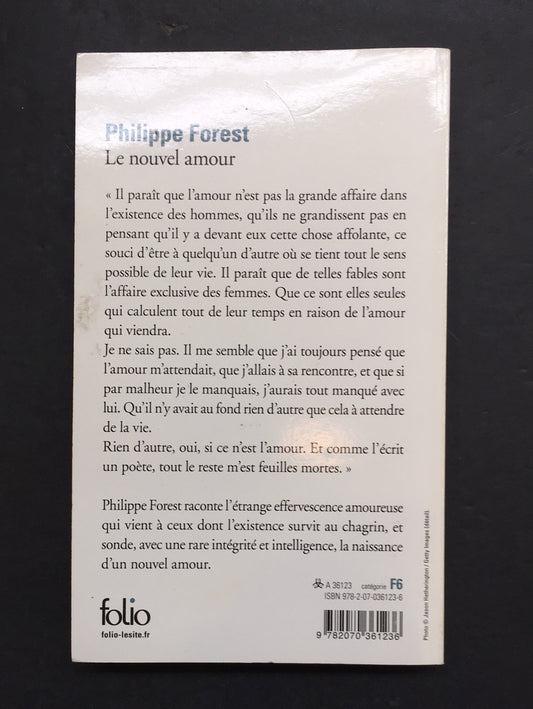 Philippe Forest
Le nouvel amour
« Il paraît que l'amour n'est pas la grande affaire dans
l'existence des hommes, qu'ils ne grandissent pas en
pensant qu'il y a devant eux cette chose affolante, ce
souci d'être à quelqu'un d'autre où se tient tout le sens
possible de leur vie. Il paraît que de telles fables sont
l'affaire exclusive des femmes. Que ce sont elles seules
qui calculent tout de leur temps en raison de l'amour
qui viendra.
Je ne sais pas. Il me semble que j'ai toujours pensé que
l'amour m'attendait, que j'allais à sa rencontre, et que si
par malheur je le manquais, j'aurais tout manqué avec
lui. Qu'il n'y avait au fond rien d'autre que cela à attendre
de la vie.
Rien d'autre, oui, si ce n'est l'amour. Et comme l'écrit
un poète, tout le reste m'est feuilles mortes. »
Philippe Forest raconte l'étrange effervescence amoureuse
qui vient à ceux dont l'existence survit au chagrin, et
sonde, avec une rare intégrité et intelligence, la naissance
d'un nouvel amour.
A 36123 catégorie F6
ISBN 978-2-07-036123-6
folio
folio-lesite.fr
9 782070 361236
Photo © Jason Hetherington / Getty Images (détail).